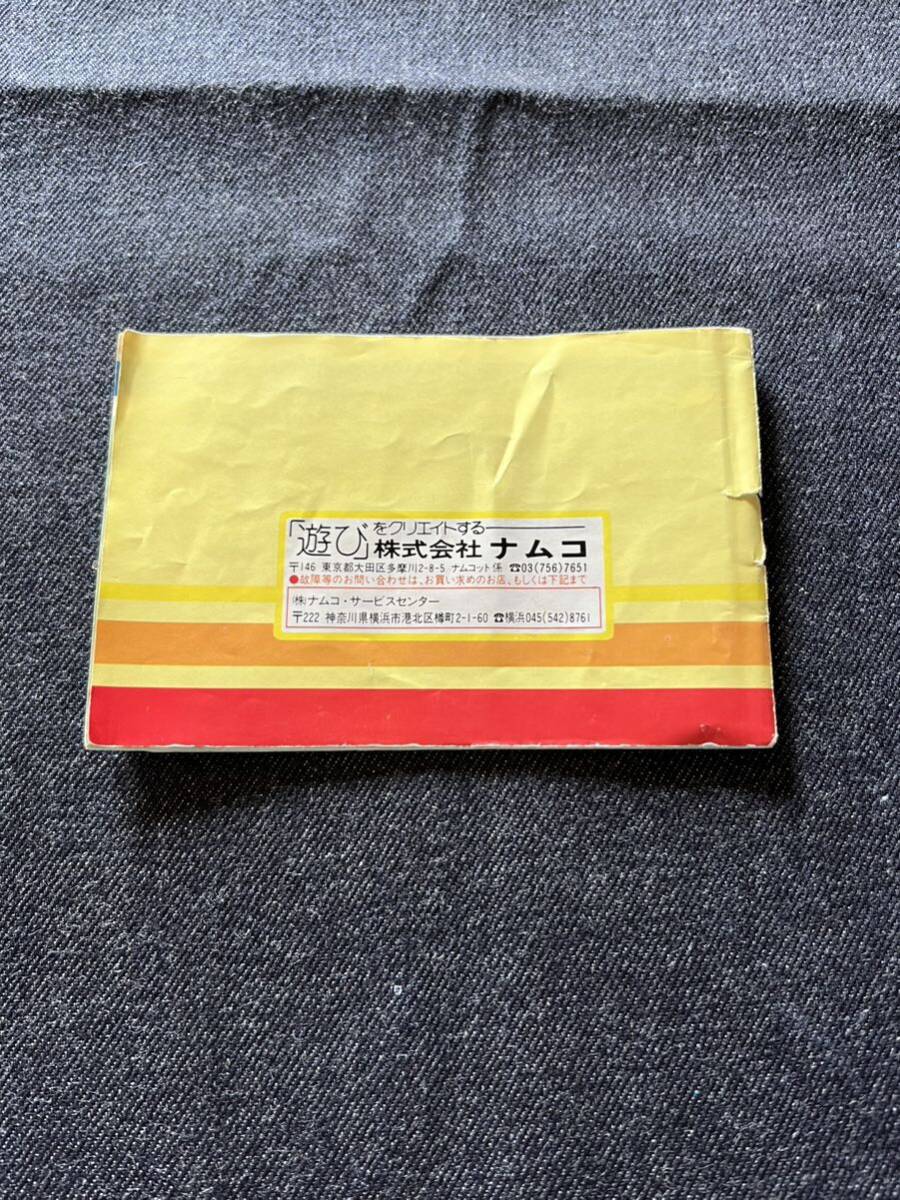 「遊び」をクリエイトする
株式会社 ナムコ
〒146 東京都大田区多摩川2-8-5 ナムコット係 ☎03(756)7651
●故障等のお問い合わせは、お買い求めのお店、もしくは下記まで
㈱ナムコ・サービスセンター
〒222 神奈川県横浜市港北区樽町2-1-60 ☎横浜045(542)8761